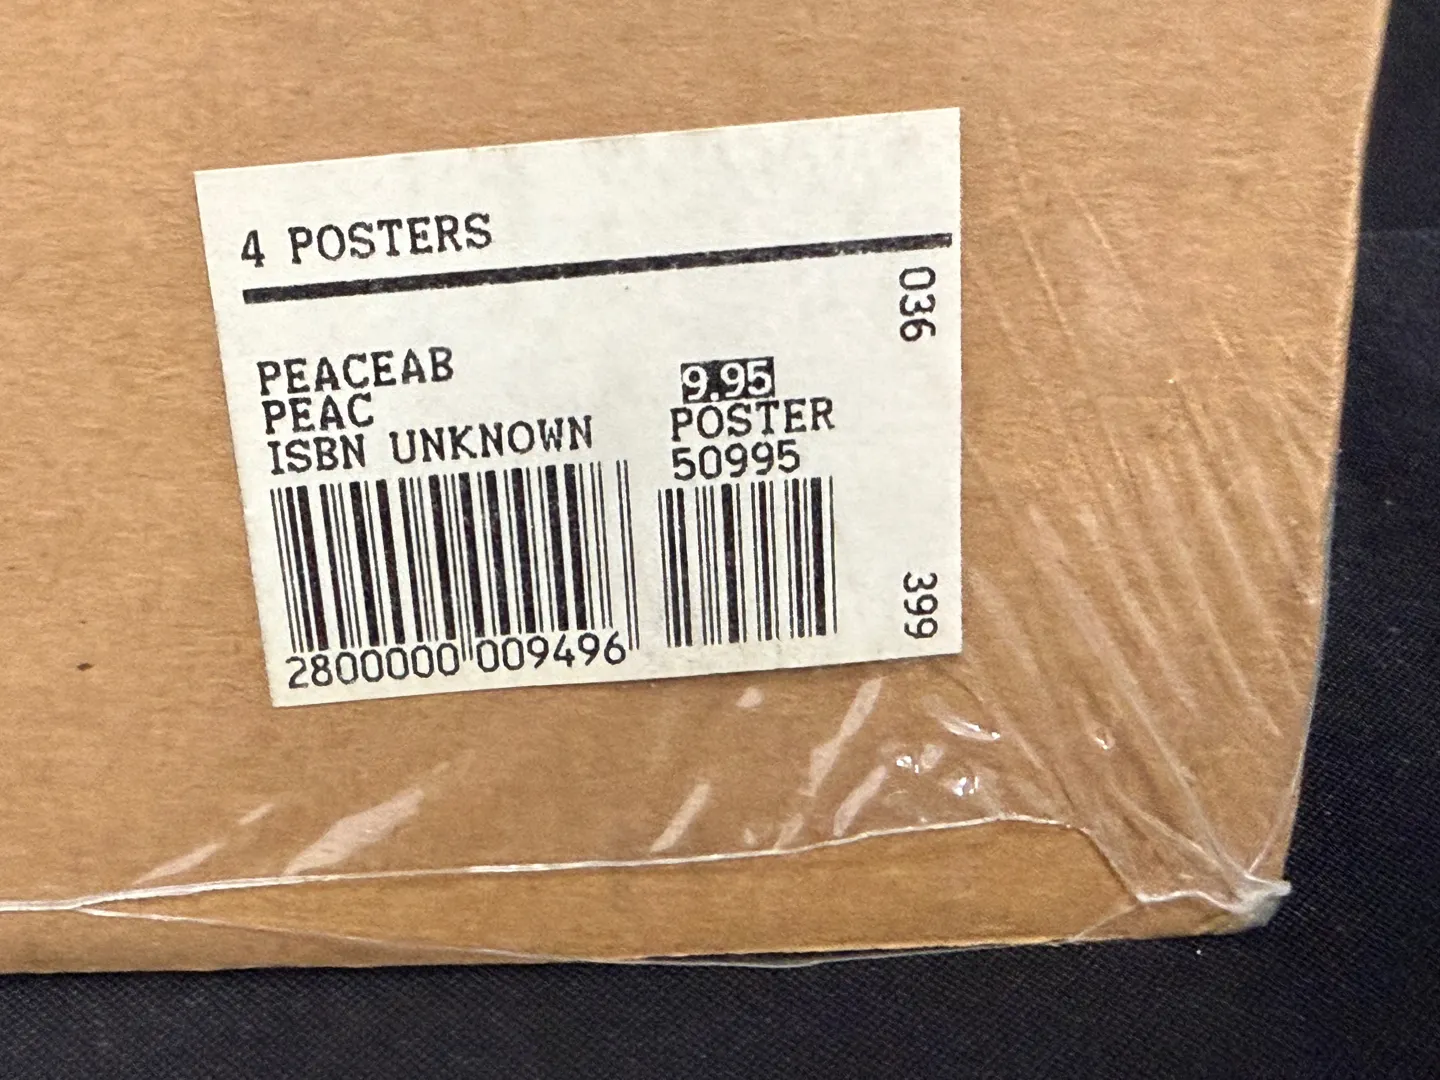 4 POSTERS
036
PEACEAB
PEAC
ISBN UNKNOWN
9.95
POSTER
50995
2800000 009496
399